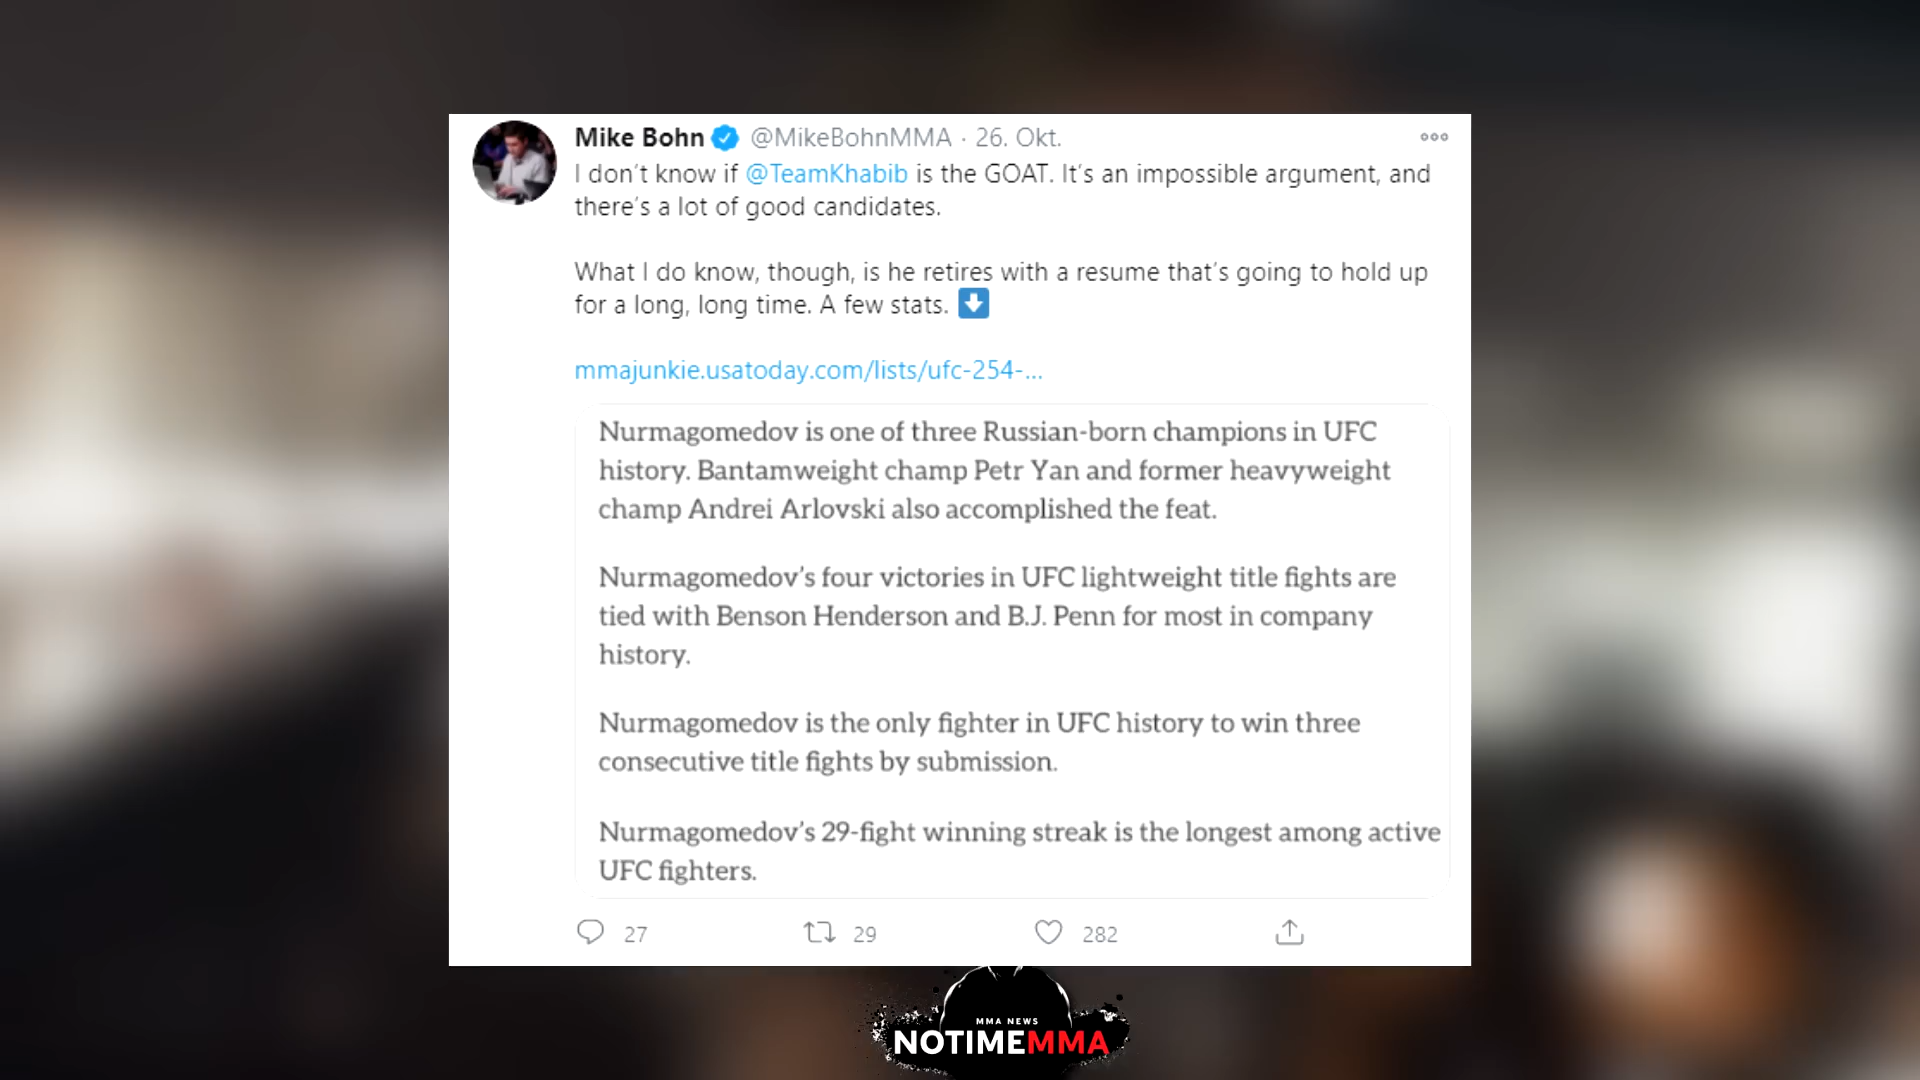 Mike Bohn @MikeBohnMMA · 26. Okt.
I don't know if @TeamKhabib is the GOAT. It's an impossible argument, and
there's a lot of good candidates.
What I do know, though, is he retires with a resume that's going to hold up
for a long, long time. A few stats. ⬇
mmajunkie.usatoday.com/lists/ufc-254-...
Nurmagomedov is one of three Russian-born champions in UFC
history. Bantamweight champ Petr Yan and former heavyweight
champ Andrei Arlovski also accomplished the feat.
Nurmagomedov's four victories in UFC lightweight title fights are
tied with Benson Henderson and B.J. Penn for most in company
history.
Nurmagomedov is the only fighter in UFC history to win three
consecutive title fights by submission.
Nurmagomedov's 29-fight winning streak is the longest among active
UFC fighters.
27 29 282
MMA NEWS
NOTIMEMMA